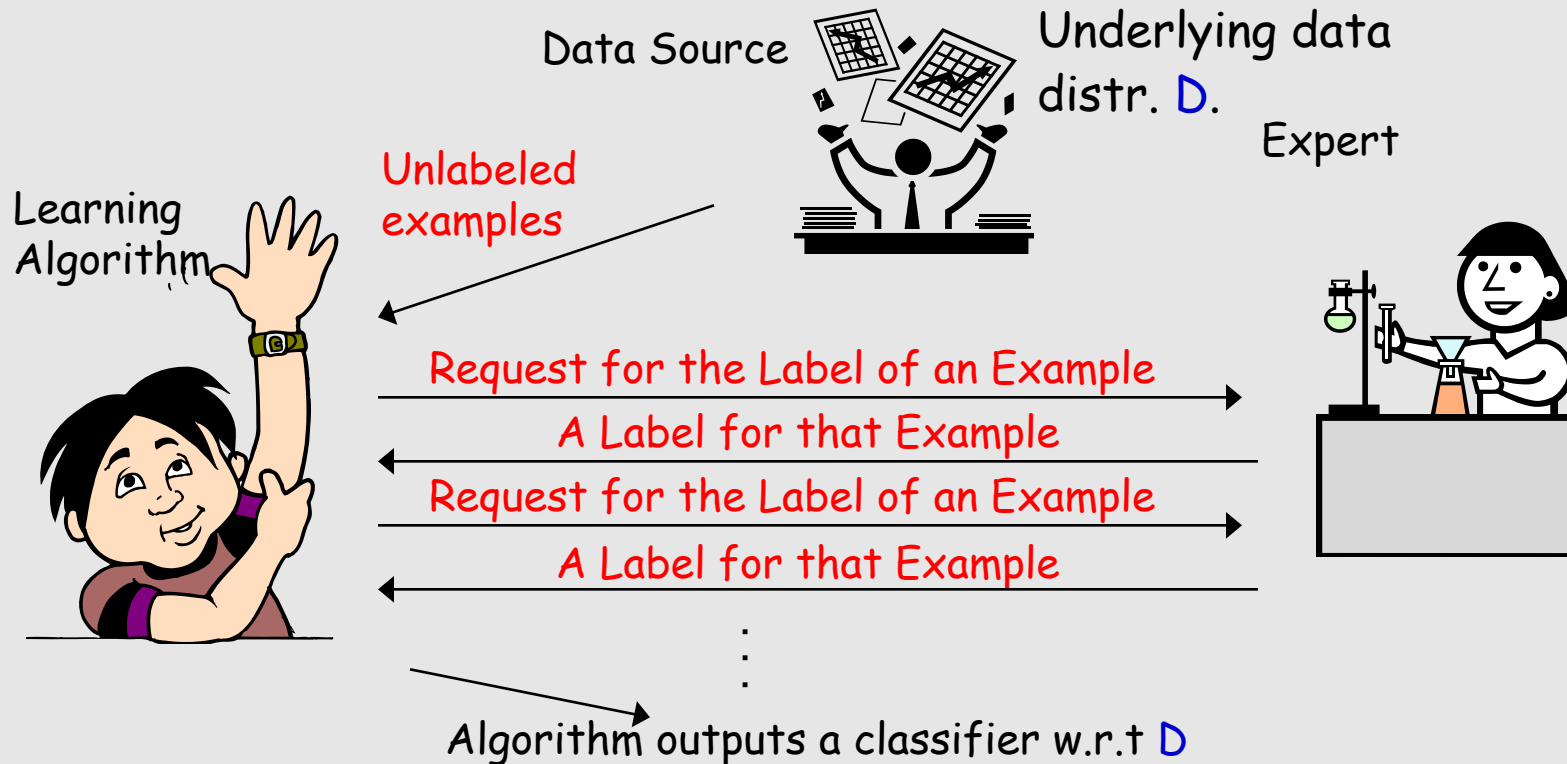 Data Source
Underlying data
distr. D.
Expert
Unlabeled
examples
Learning
Algorithm
Request for the Label of an Example
A Label for that Example
Request for the Label of an Example
A Label for that Example
.
.
.
Algorithm outputs a classifier w.r.t D